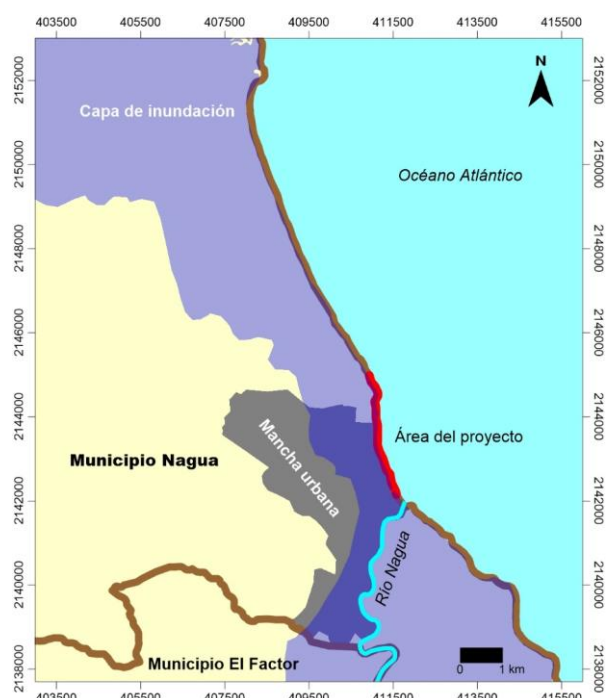 403500 405500 407500 409500 411500 413500 415500
2152000
2152000
N
Capa de inundación
2150000
2150000
Océano Atlántico
2148000
2148000
2146000
2146000
2144000
2144000
Área del proyecto
Mancha urbana
Municipio Nagua
2142000
2142000
Río Nagua
2140000
2140000
Municipio El Factor
0 1 km
2138000
2138000
403500 405500 407500 409500 411500 413500 415500